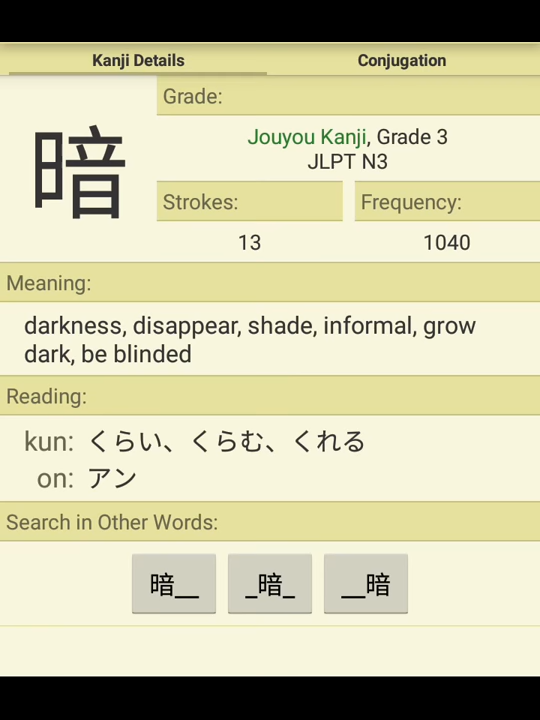 Kanji Details Conjugation
暗
Grade:
Jouyou Kanji, Grade 3
JLPT N3
Strokes: Frequency:
13 1040
Meaning:
darkness, disappear, shade, informal, grow
dark, be blinded
Reading:
kun: くらい、くらむ、くれる
on: アン
Search in Other Words:
暗__ _暗_ __暗